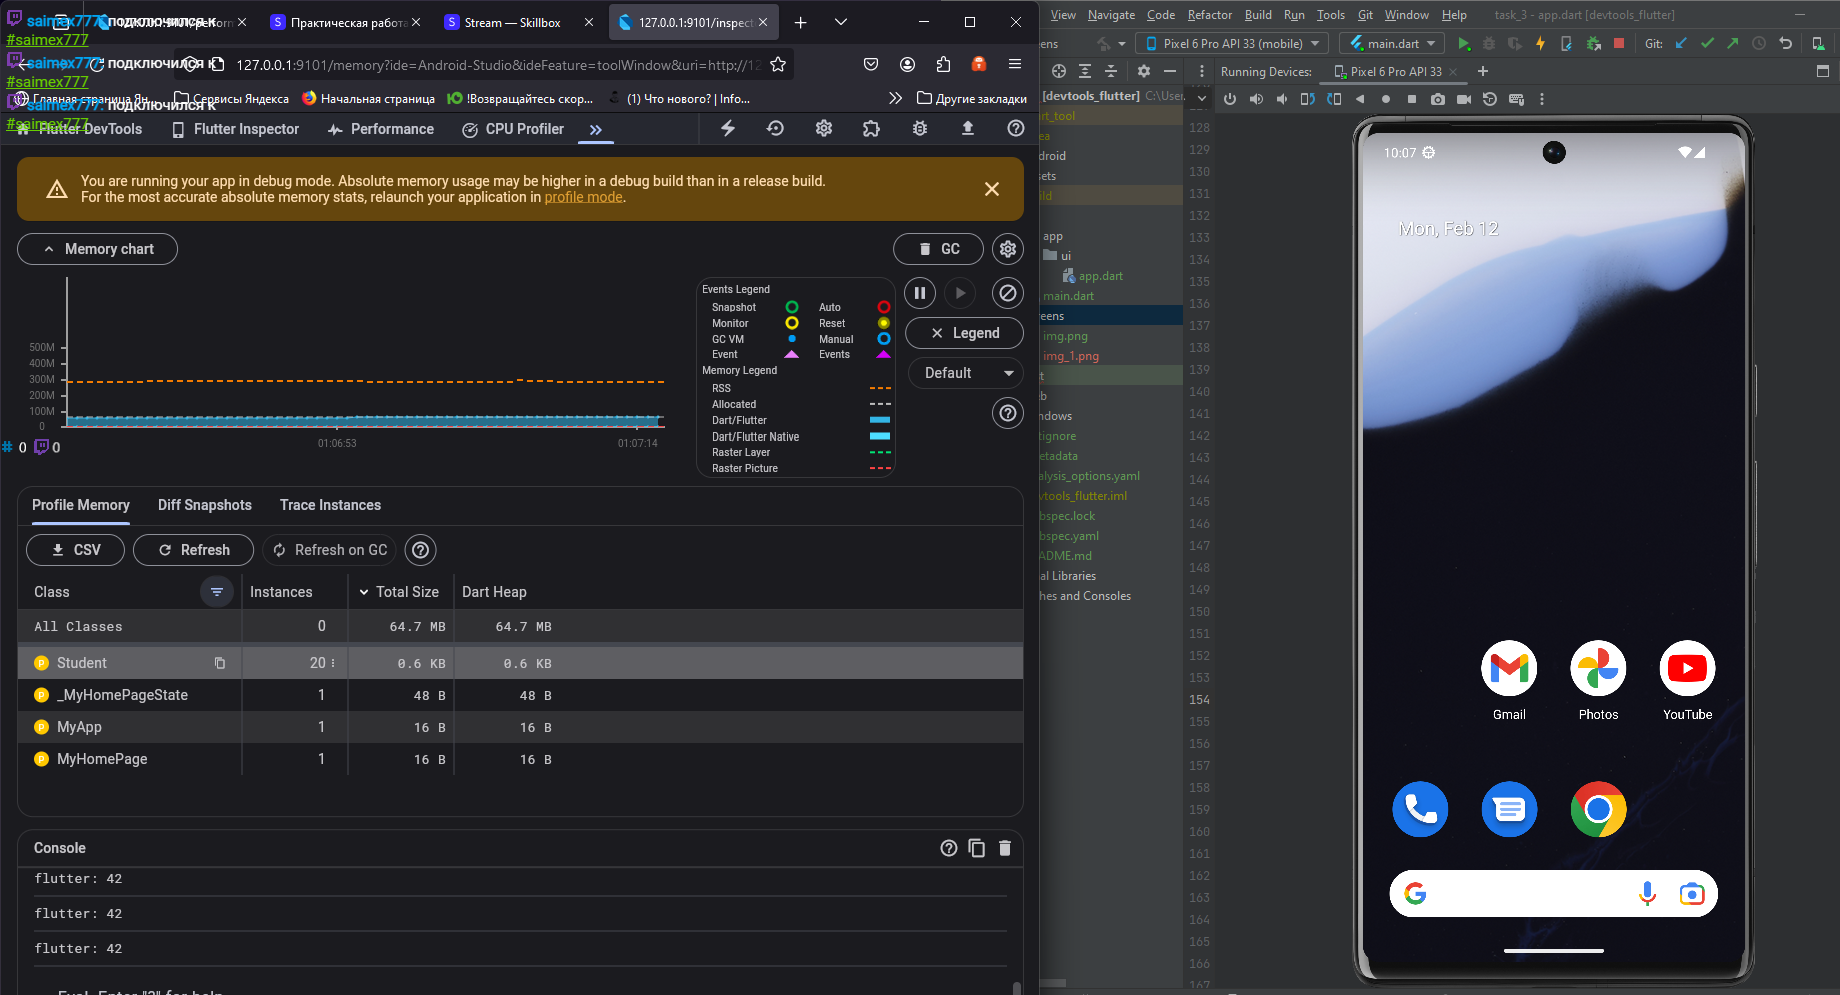 saimex777: подключился к
#saimex777
saimex777: подключился к
#saimex777
saimex777: подключился к
#saimex777
Практическая работа
Stream — Skillbox
127.0.0.1:9101/inspect
127.0.0.1:9101/memory?ide=Android-Studio&ideFeature=toolWindow&uri=http://12
Главная страница Ян...
Сервисы Яндекса
Начальная страница
!Возвращайтесь скор...
(1) Что нового? | Info...
Другие закладки
Flutter DevTools
Flutter Inspector
Performance
CPU Profiler
You are running your app in debug mode. Absolute memory usage may be higher in a debug build than in a release build.
For the most accurate absolute memory stats, relaunch your application in profile mode.
Memory chart
GC
500M
400M
300M
200M
100M
0
01:06:53
01:07:14
# 0 0
Events Legend
Snapshot Auto
Monitor Reset
GC VM Manual
Event Events
Memory Legend
RSS
Allocated
Dart/Flutter
Dart/Flutter Native
Raster Layer
Raster Picture
Legend
Default
Profile Memory
Diff Snapshots
Trace Instances
CSV
Refresh
Refresh on GC
Class Instances Total Size Dart Heap
All Classes 0 64.7 MB 64.7 MB
Student 20 0.6 KB 0.6 KB
_MyHomePageState 1 48 B 48 B
MyApp 1 16 B 16 B
MyHomePage 1 16 B 16 B
Console
flutter: 42
flutter: 42
flutter: 42
Eval. Enter "?" for help
View Navigate Code Refactor Build Run Tools Git Window Help
task_3 - app.dart [devtools_flutter]
ens
Pixel 6 Pro API 33 (mobile)
main.dart
Git:
Running Devices:
Pixel 6 Pro API 33
[devtools_flutter] C:\User
rt_tool
ea
droid
sets
ild
app
ui
app.dart
main.dart
eens
img.png
img_1.png
t
eb
ndows
tignore
etadata
alysis_options.yaml
vtools_flutter.iml
bspec.lock
bspec.yaml
ADME.md
al Libraries
hes and Consoles
128
129
130
131
132
133
134
135
136
137
138
139
140
141
142
143
144
145
146
147
148
149
150
151
152
153
154
155
156
157
158
159
160
161
162
163
164
165
166
167
10:07
Mon, Feb 12
Gmail
Photos
YouTube